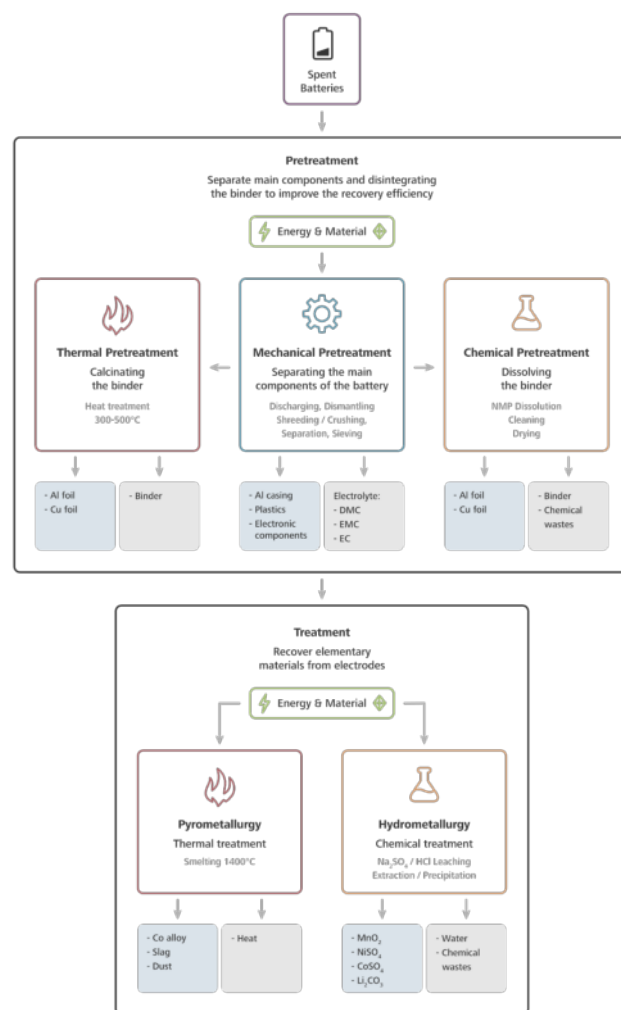 Spent
Batteries
Pretreatment
Separate main components and disintegrating
the binder to improve the recovery efficiency
Energy & Material
Thermal Pretreatment
Calcinating
the binder
Heat treatment
300-500°C
Mechanical Pretreatment
Separating the main
components of the battery
Discharging, Dismantling
Shreeding / Crushing,
Separation, Sieving
Chemical Pretreatment
Dissolving
the binder
NMP Dissolution
Cleaning
Drying
- Al foil
- Cu foil
- Binder
- Al casing
- Plastics
- Electronic
components
Electrolyte:
- DMC
- EMC
- EC
- Al foil
- Cu foil
- Binder
- Chemical
wastes
Treatment
Recover elementary
materials from electrodes
Energy & Material
Pyrometallurgy
Thermal treatment
Smelting 1400°C
Hydrometallurgy
Chemical treatment
Na₂SO₄ / HCl Leaching
Extraction / Precipitation
- Co alloy
- Slag
- Dust
- Heat
- MnO₂
- NiSO₄
- CoSO₄
- Li₂CO₃
- Water
- Chemical
wastes